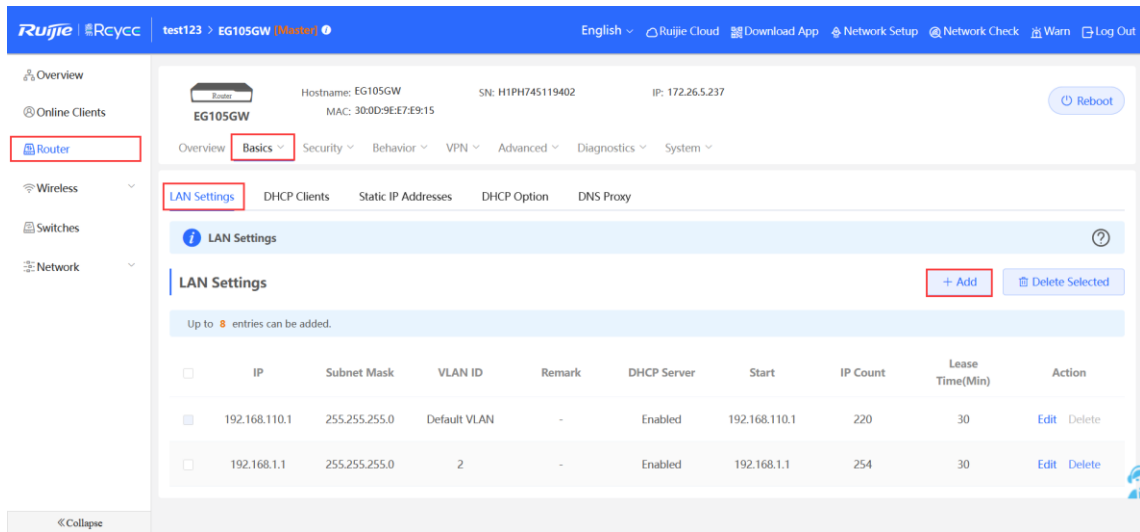 Ruijie Rcycc test123 > EG105GW [Master] English Ruijie Cloud Download App Network Setup Network Check Warn Log Out
Overview
Online Clients
Router
Wireless
Switches
Network
Collapse
Router
EG105GW
Hostname: EG105GW SN: H1PH745119402 IP: 172.26.5.237
MAC: 30:0D:9E:E7:E9:15
Reboot
Overview Basics Security Behavior VPN Advanced Diagnostics System
LAN Settings DHCP Clients Static IP Addresses DHCP Option DNS Proxy
i LAN Settings ?
LAN Settings + Add Delete Selected
Up to 8 entries can be added.
IP Subnet Mask VLAN ID Remark DHCP Server Start IP Count Lease Time(Min) Action
192.168.110.1 255.255.255.0 Default VLAN - Enabled 192.168.110.1 220 30 Edit Delete
192.168.1.1 255.255.255.0 2 - Enabled 192.168.1.1 254 30 Edit Delete